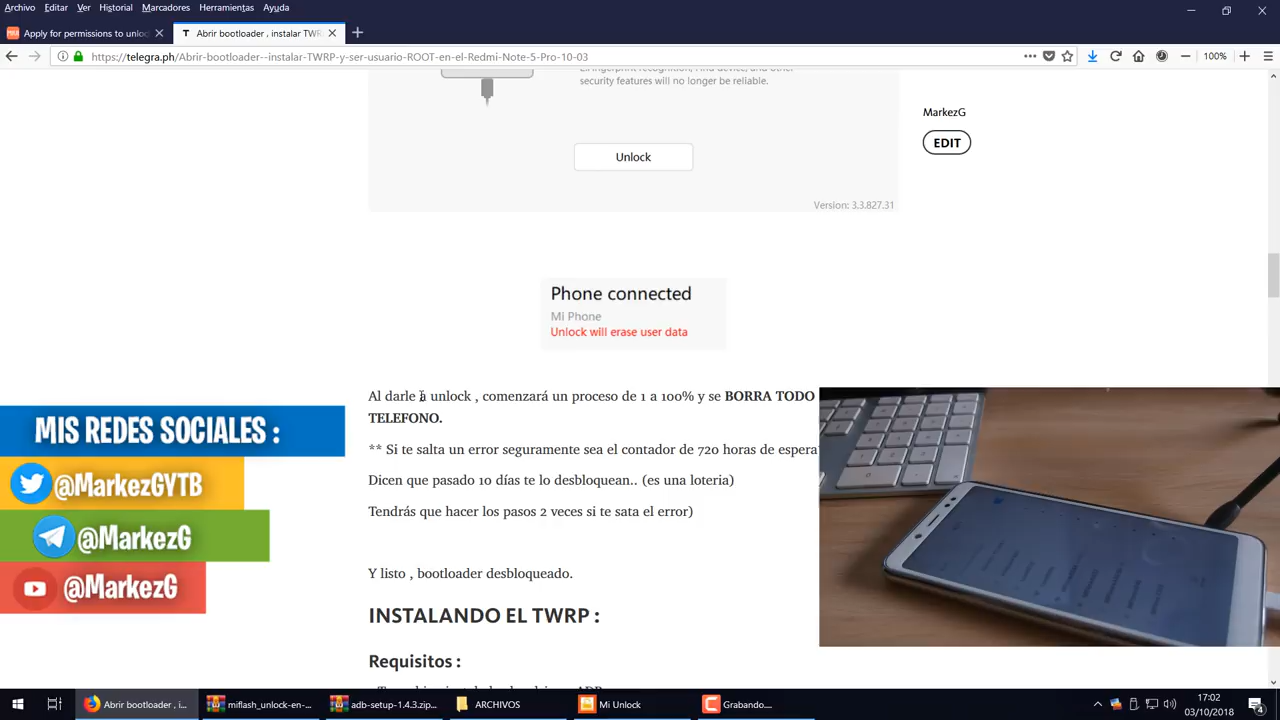 Archivo Editar Ver Historial Marcadores Herramientas Ayuda
Apply for permissions to unloc
Abrir bootloader , instalar TWR
https://telegra.ph/Abrir-bootloader--instalar-TWRP-y-ser-usuario-ROOT-en-el-Redmi-Note-5-Pro-10-03
100%
security features will no longer be reliable.
MarkezG
EDIT
Unlock
Version: 3.3.827.31
Phone connected
Mi Phone
Unlock will erase user data
Al darle a unlock , comenzará un proceso de 1 a 100% y se BORRA TODO
TELEFONO.
** Si te salta un error seguramente sea el contador de 720 horas de espera
Dicen que pasado 10 días te lo desbloquean.. (es una loteria)
Tendrás que hacer los pasos 2 veces si te sata el error)
Y listo , bootloader desbloqueado.
INSTALANDO EL TWRP :
Requisitos :
MIS REDES SOCIALES :
@MarkezGYTB
@MarkezG
@MarkezG
Abrir bootloader , i...
miflash_unlock-en-...
adb-setup-1.4.3.zip...
ARCHIVOS
Mi Unlock
Grabando....
17:02
03/10/2018
4